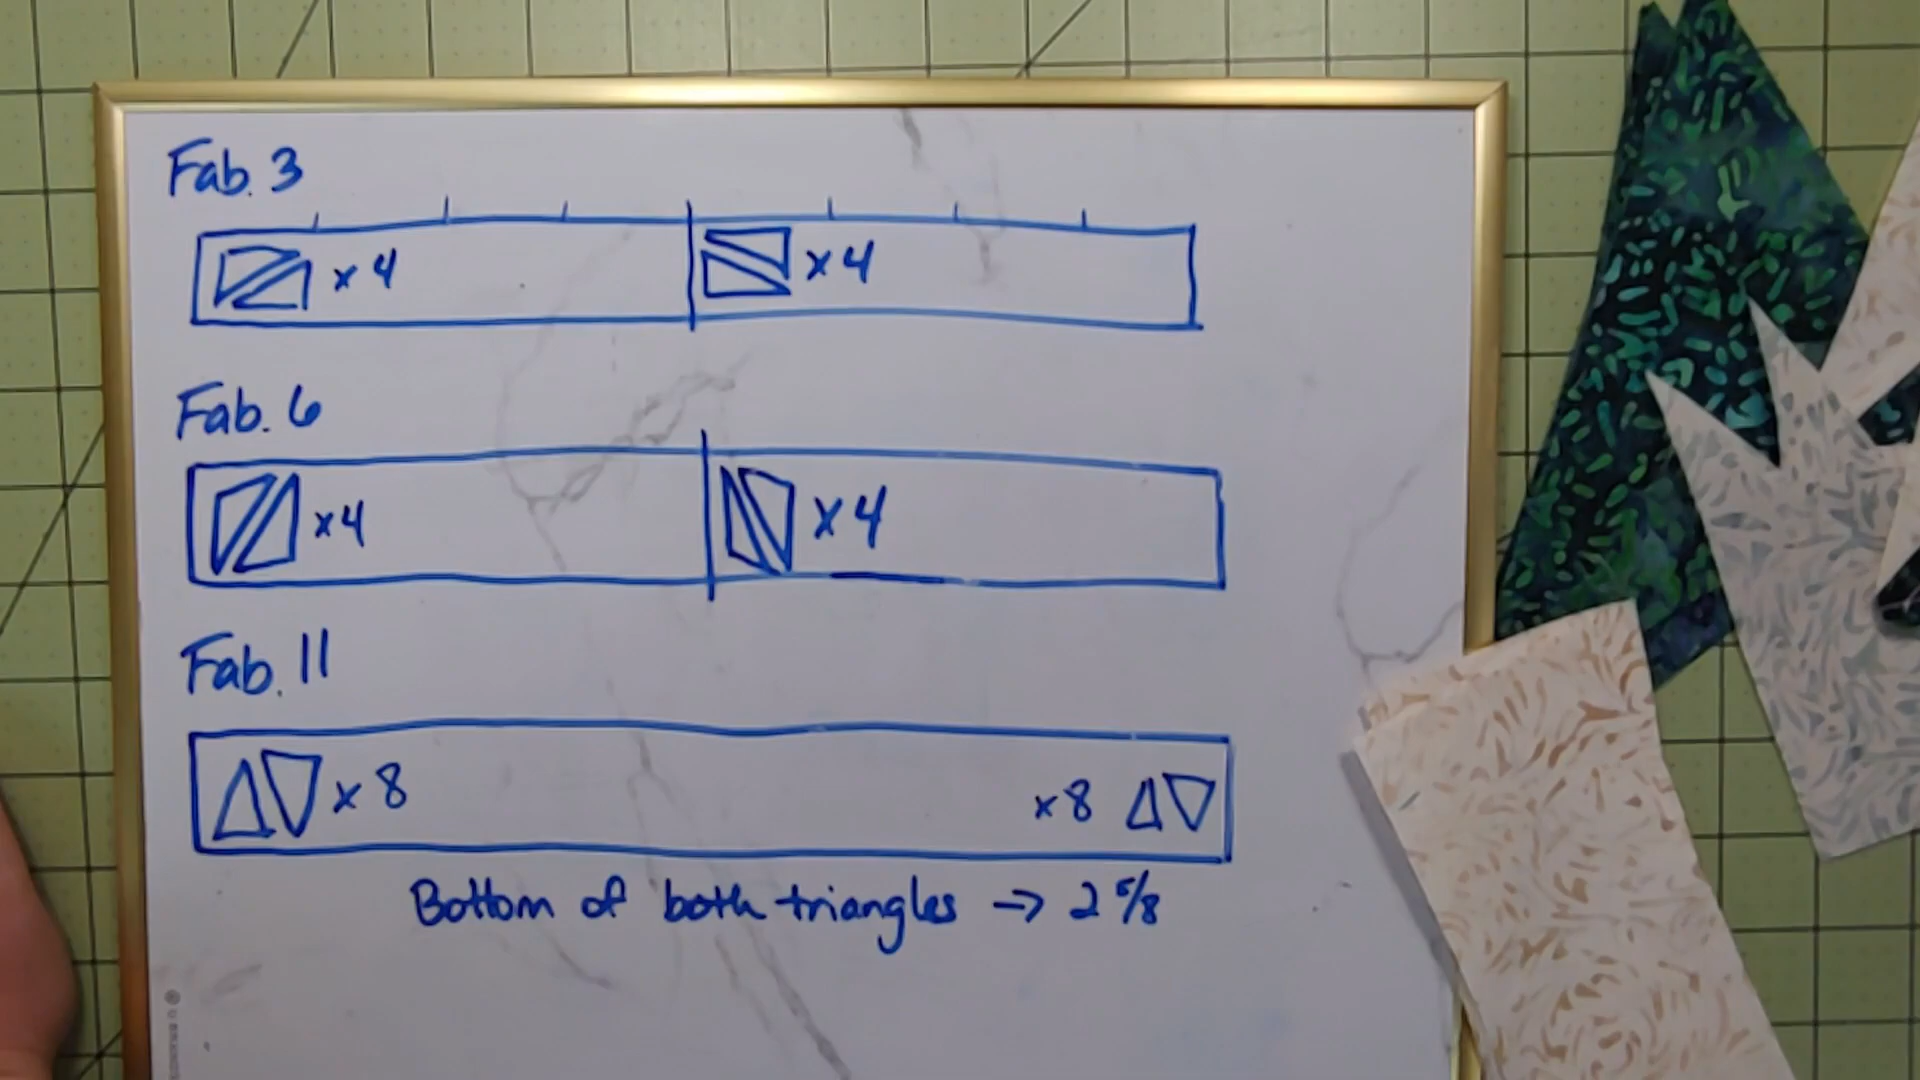 Fab. 3
x 4 x 4
Fab. 6
x 4 x 4
Fab. 11
x 8 x 8
Bottom of both triangles → 2 5/8